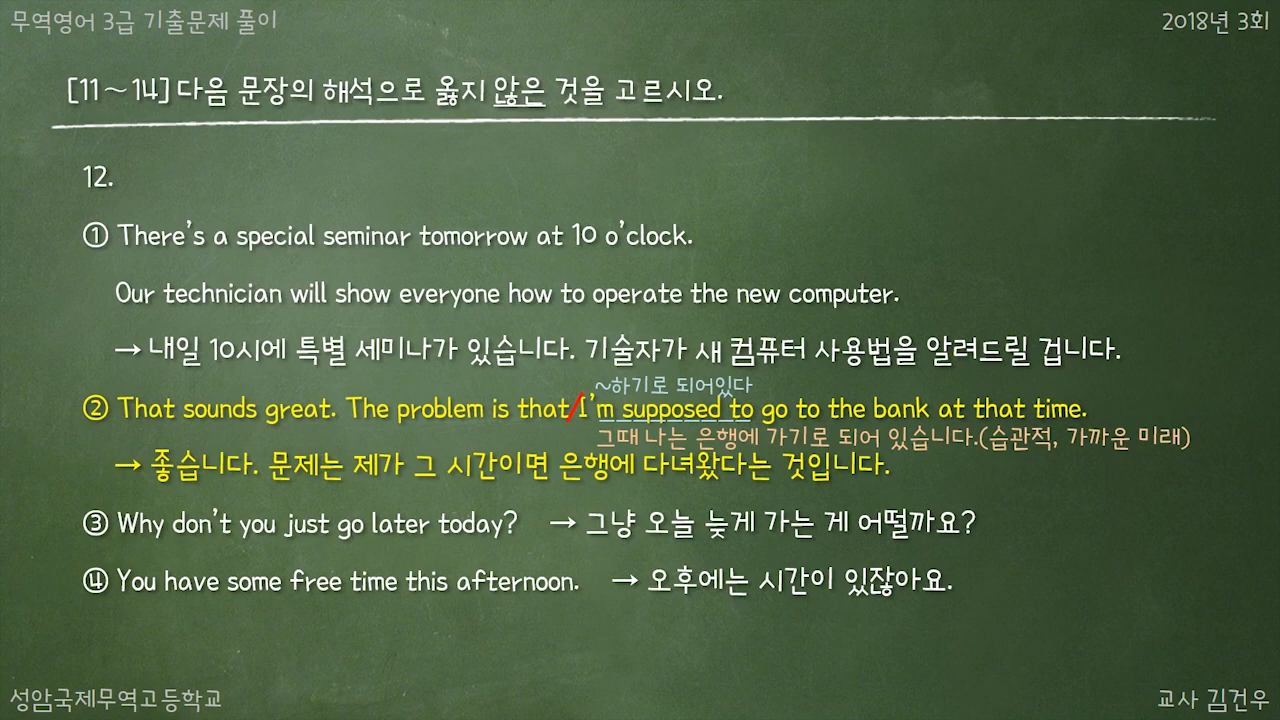 무역영어 3급 기출문제 풀이
2018년 3회
[11~14] 다음 문장의 해석으로 옳지 않은 것을 고르시오.
12.
① There's a special seminar tomorrow at 10 o'clock.
Our technician will show everyone how to operate the new computer.
→ 내일 10시에 특별 세미나가 있습니다. 기술자가 새 컴퓨터 사용법을 알려드릴 겁니다.
~하기로 되어있다
② That sounds great. The problem is that/I'm supposed to go to the bank at that time.
그때 나는 은행에 가기로 되어 있습니다.(습관적, 가까운 미래)
→ 좋습니다. 문제는 제가 그 시간이면 은행에 다녀왔다는 것입니다.
③ Why don't you just go later today? → 그냥 오늘 늦게 가는 게 어떨까요?
④ You have some free time this afternoon. → 오후에는 시간이 있잖아요.
성암국제무역고등학교
교사 김건우